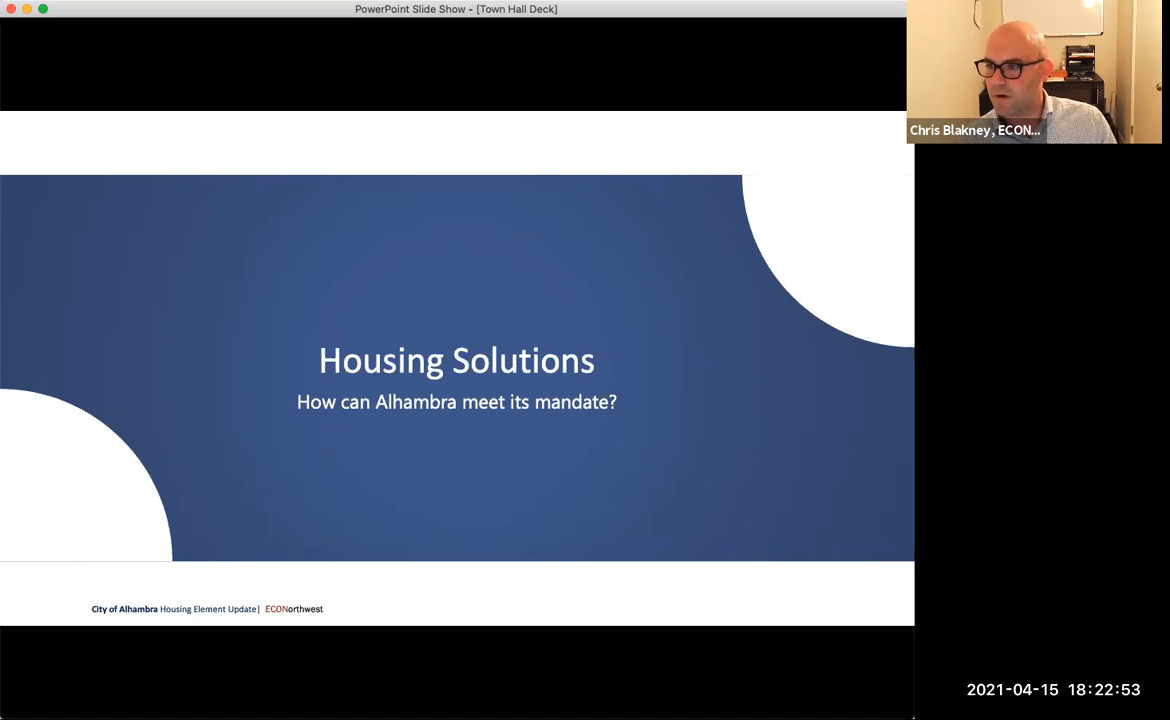 PowerPoint Slide Show - [Town Hall Deck]
Chris Blakney, ECON...
Housing Solutions
How can Alhambra meet its mandate?
City of Alhambra Housing Element Update| ECONorthwest
2021-04-15 18:22:53